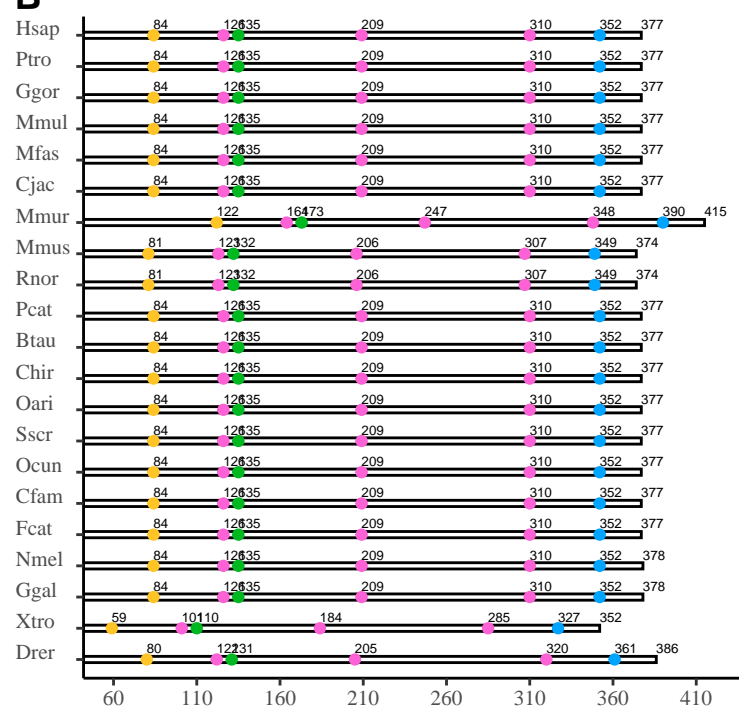 B
Hsap 84 126 135 209 310 352 377
Ptro 84 126 135 209 310 352 377
Ggor 84 126 135 209 310 352 377
Mmul 84 126 135 209 310 352 377
Mfas 84 126 135 209 310 352 377
Cjac 84 126 135 209 310 352 377
Mmur 122 164 173 247 348 390 415
Mmus 81 123 132 206 307 349 374
Rnor 81 123 132 206 307 349 374
Pcat 84 126 135 209 310 352 377
Btau 84 126 135 209 310 352 377
Chir 84 126 135 209 310 352 377
Oari 84 126 135 209 310 352 377
Sscr 84 126 135 209 310 352 377
Ocun 84 126 135 209 310 352 377
Cfam 84 126 135 209 310 352 377
Fcat 84 126 135 209 310 352 377
Nmel 84 126 135 209 310 352 378
Ggal 84 126 135 209 310 352 378
Xtro 59 101 110 184 285 327 352
Drer 80 122 131 205 320 361 386
60 110 160 210 260 310 360 410